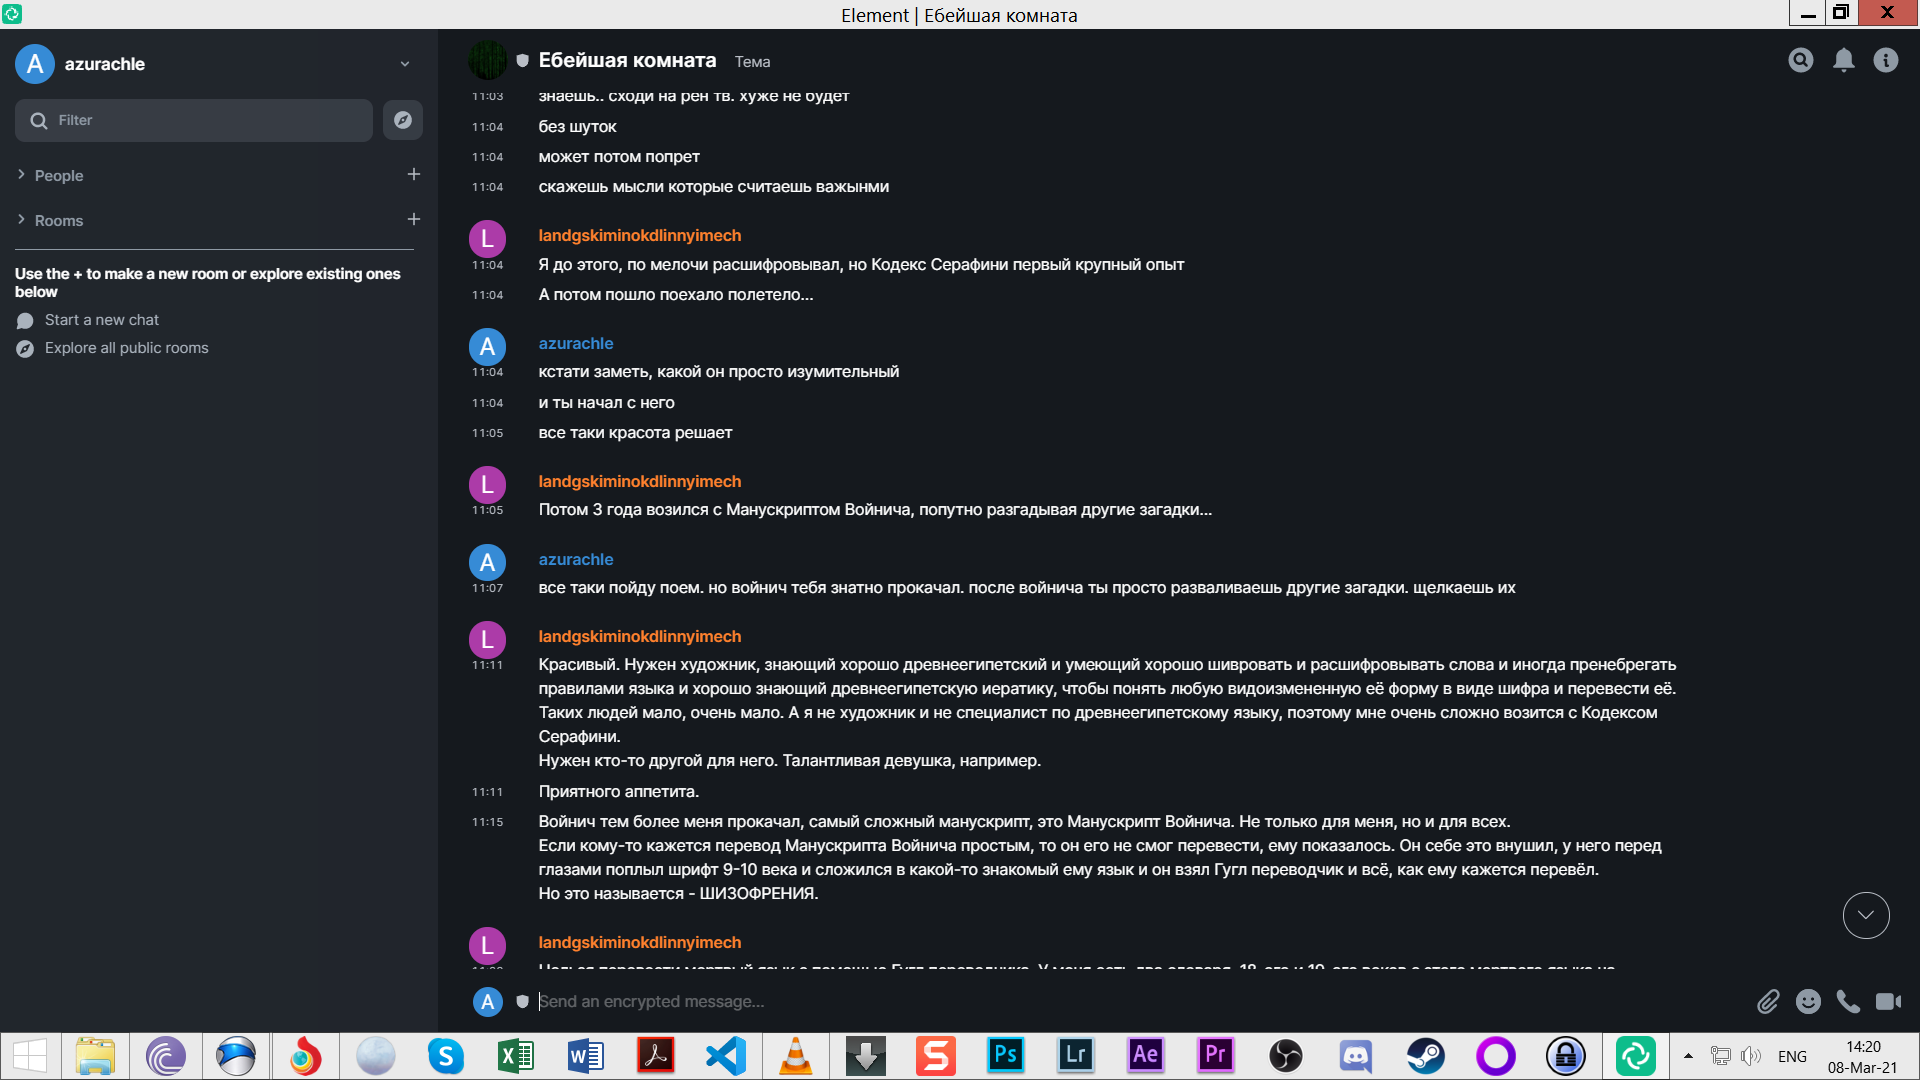 Element | Ебейшая комната
A azurachle
Filter
People
Rooms
Use the + to make a new room or explore existing ones
below
Start a new chat
Explore all public rooms
Ебейшая комната Тема
11:03 знаешь.. сходи на рен тв. хуже не будет
11:04 без шуток
11:04 может потом попрет
11:04 скажешь мысли которые считаешь важынми
L landgskiminokdlinnyimech
11:04 Я до этого, по мелочи расшифровывал, но Кодекс Серафини первый крупный опыт
11:04 А потом пошло поехало полетело...
A azurachle
11:04 кстати заметь, какой он просто изумительный
11:04 и ты начал с него
11:05 все таки красота решает
L landgskiminokdlinnyimech
11:05 Потом 3 года возился с Манускриптом Войнича, попутно разгадывая другие загадки...
A azurachle
11:07 все таки пойду поем. но войнич тебя знатно прокачал. после войнича ты просто разваливаешь другие загадки. щелкаешь их
L landgskiminokdlinnyimech
11:11 Красивый. Нужен художник, знающий хорошо древнеегипетский и умеющий хорошо шивровать и расшифровывать слова и иногда пренебрегать
правилами языка и хорошо знающий древнеегипетскую иератику, чтобы понять любую видоизмененную её форму в виде шифра и перевести её.
Таких людей мало, очень мало. А я не художник и не специалист по древнеегипетскому языку, поэтому мне очень сложно возится с Кодексом
Серафини.
Нужен кто-то другой для него. Талантливая девушка, например.
11:11 Приятного аппетита.
11:15 Войнич тем более меня прокачал, самый сложный манускрипт, это Манускрипт Войнича. Не только для меня, но и для всех.
Если кому-то кажется перевод Манускрипта Войнича простым, то он его не смог перевести, ему показалось. Он себе это внушил, у него перед
глазами поплыл шрифт 9-10 века и сложился в какой-то знакомый ему язык и он взял Гугл переводчик и всё, как ему кажется перевёл.
Но это называется - ШИЗОФРЕНИЯ.
L landgskiminokdlinnyimech
A Send an encrypted message...
S X W S Ps Lr Ae Pr ENG 14:20
08-Mar-21